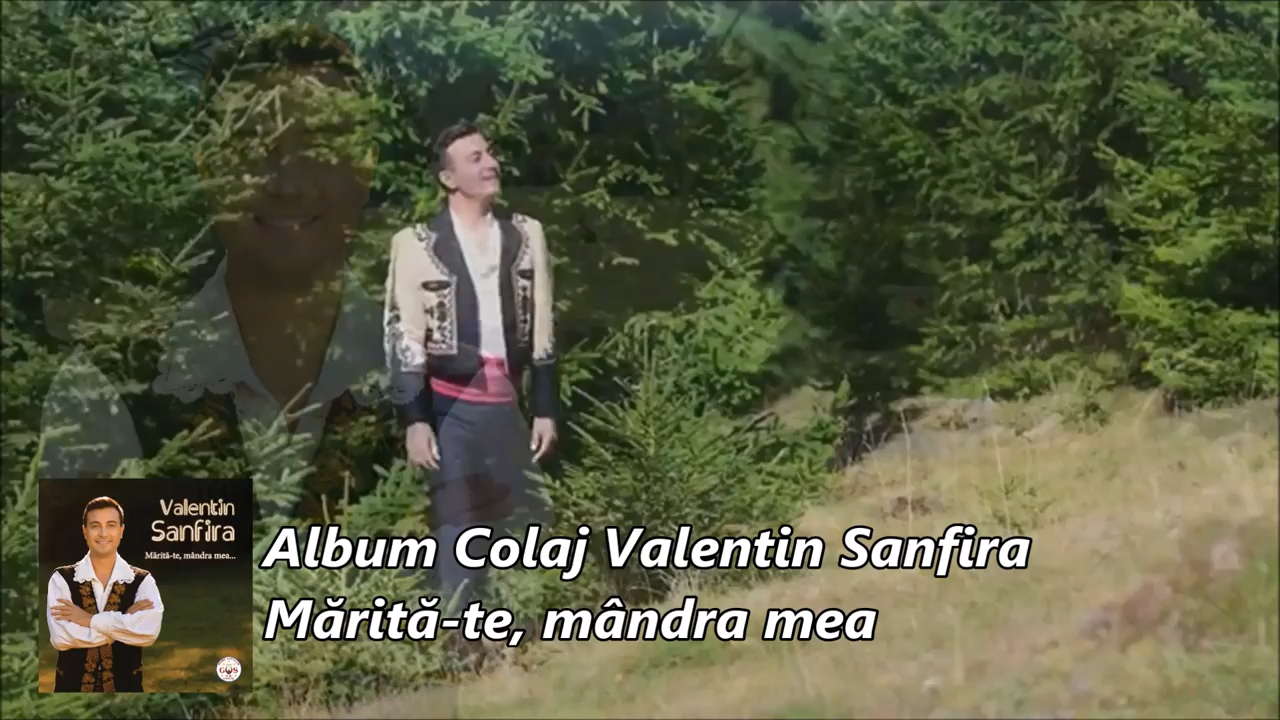 Valentin
Sanfira
Mărită-te, mândra mea...
Album Colaj Valentin Sanfira
Mărită-te, mândra mea